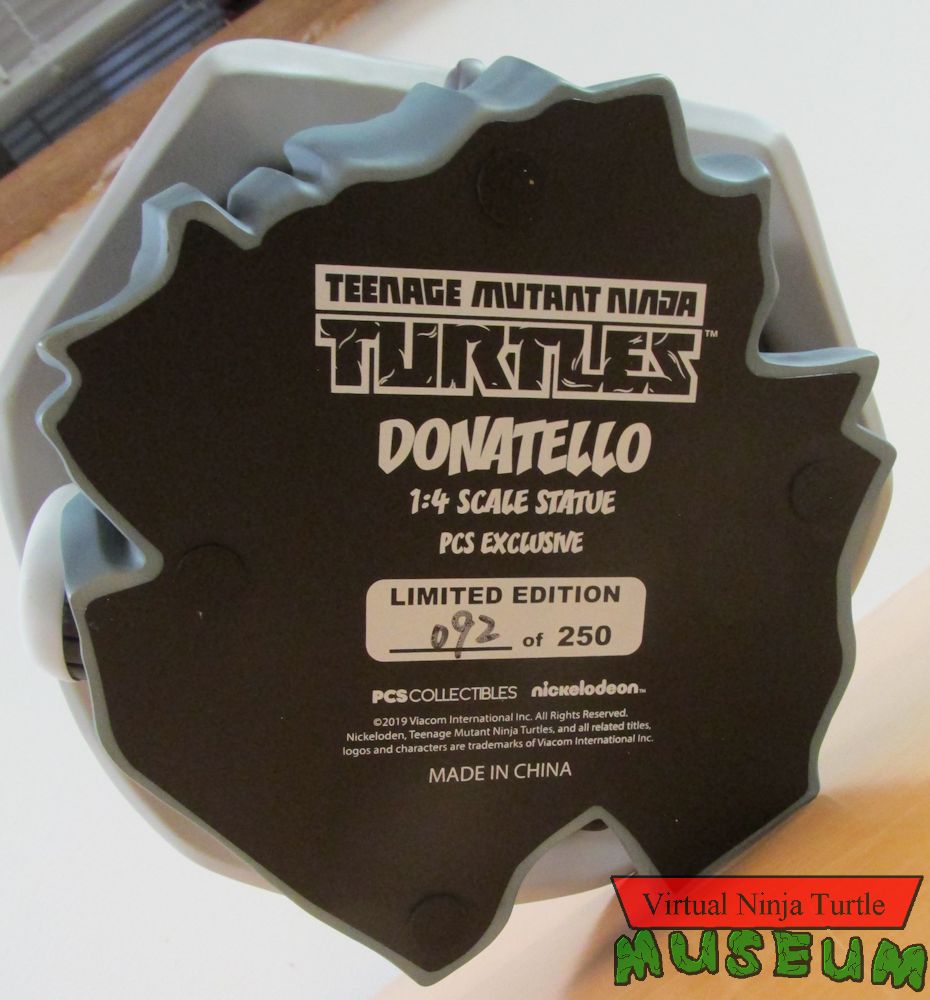 TEENAGE MUTANT NINJA
TURTLES™
DONATELLO
1:4 SCALE STATUE
PCS EXCLUSIVE
LIMITED EDITION
092 of 250
PCSCOLLECTIBLES nickelodeon™
©2019 Viacom International Inc. All Rights Reserved.
Nickeloden, Teenage Mutant Ninja Turtles, and all related titles,
logos and characters are trademarks of Viacom International Inc.
MADE IN CHINA
Virtual Ninja Turtle
MUSEUM